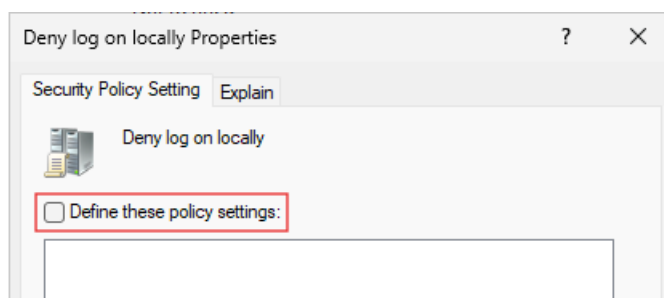 Deny log on locally Properties ? ×
Security Policy Setting Explain
Deny log on locally
Define these policy settings: